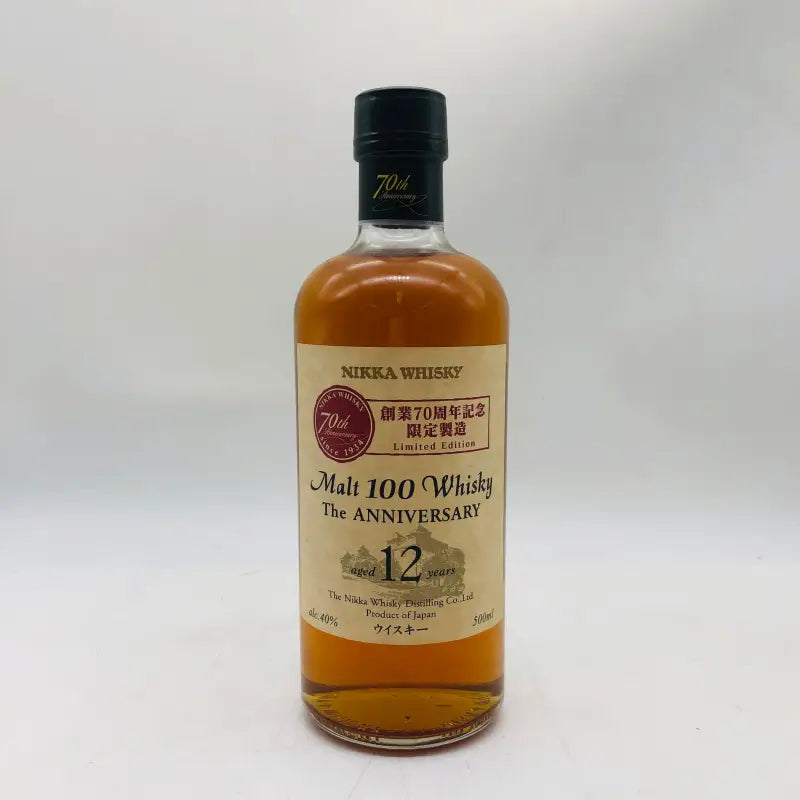 70th
Anniversary
NIKKA WHISKY
NIKKA WHISKY
70th
Anniversary
since 1934
創業70周年記念
限定製造
Limited Edition
Malt 100 Whisky
The ANNIVERSARY
aged 12 years
The Nikka Whisky Distilling Co.,Ltd.
Product of Japan
alc.40%
ウイスキー
500ml